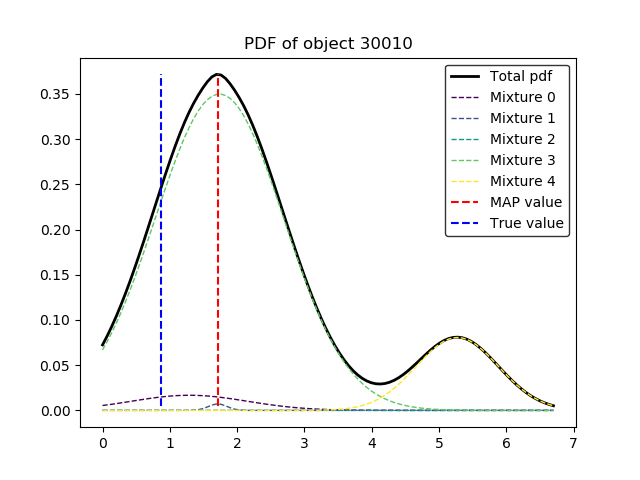 PDF of object 30010
Total pdf
Mixture 0
Mixture 1
Mixture 2
Mixture 3
Mixture 4
MAP value
True value
0.35
0.30
0.25
0.20
0.15
0.10
0.05
0.00
0 1 2 3 4 5 6 7